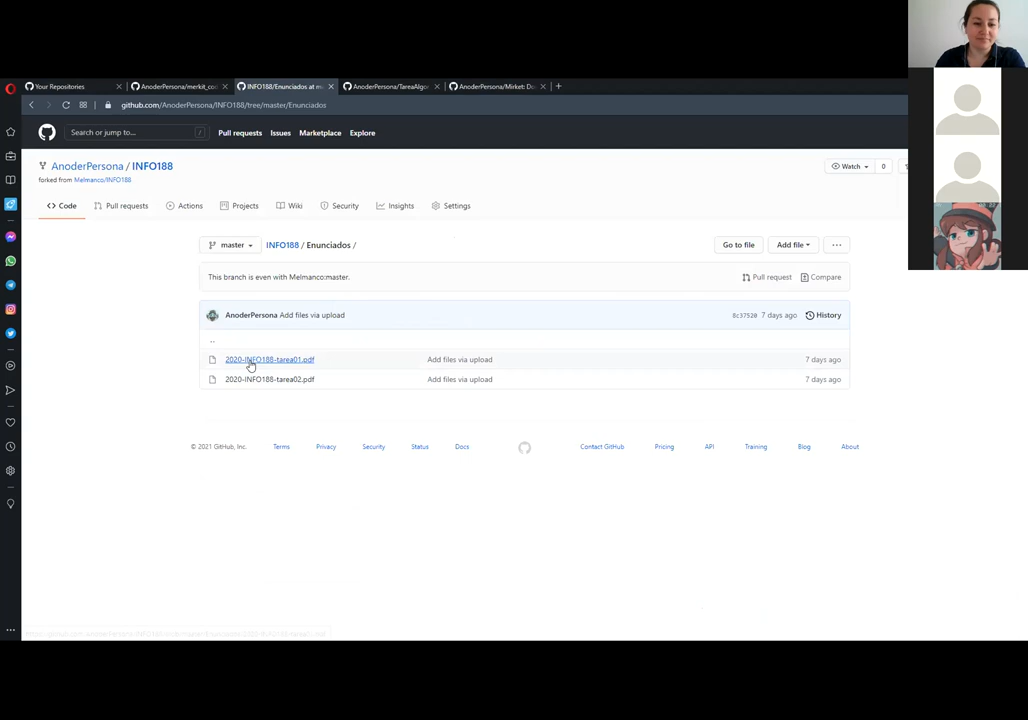 Your Repositories
AnoderPersona/merkit_co
INFO188/Enunciados at m
AnoderPersona/TareaAlgo
AnoderPersona/Mirket: Do
github.com/AnoderPersona/INFO188/tree/master/Enunciados
Search or jump to...
/
Pull requests
Issues
Marketplace
Explore
AnoderPersona / INFO188
Watch
0
forked from Melmanco/INFO188
Code
Pull requests
Actions
Projects
Wiki
Security
Insights
Settings
master
INFO188 / Enunciados /
Go to file
Add file
...
This branch is even with Melmanco:master.
Pull request
Compare
AnoderPersona Add files via upload
8c37520 7 days ago
History
..
2020-INFO188-tarea01.pdf
Add files via upload
7 days ago
2020-INFO188-tarea02.pdf
Add files via upload
7 days ago
© 2021 GitHub, Inc.
Terms
Privacy
Security
Status
Docs
Contact GitHub
Pricing
API
Training
Blog
About